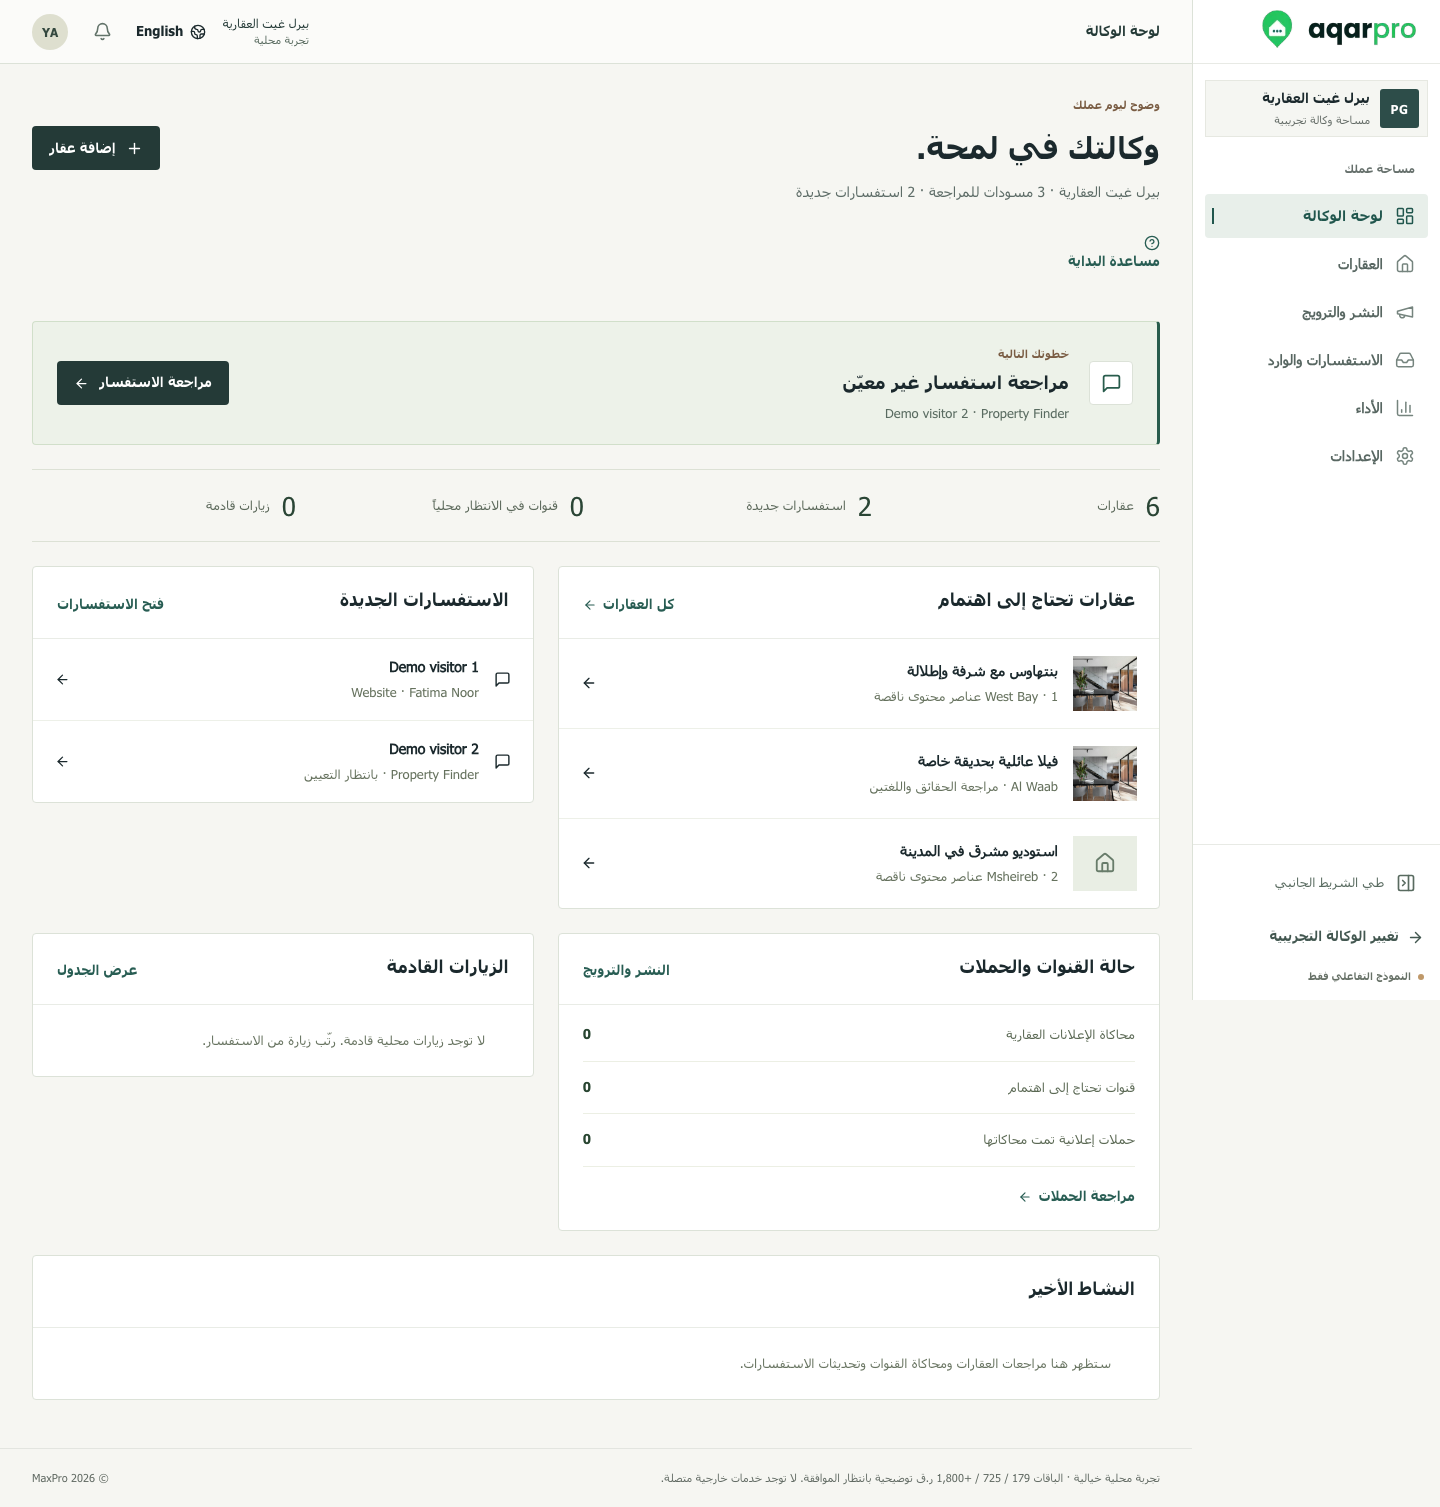 aqarpro
PG
بيرل غيت العقارية
مساحة وكالة تجريبية
مساحة عملك
لوحة الوكالة
العقارات
النشر والترويج
الاستفسارات والوارد
الأداء
الإعدادات
طي الشريط الجانبي
تغيير الوكالة التجريبية
النموذج التفاعلي فقط
لوحة الوكالة
بيرل غيت العقارية
تجربة محلية
English
YA
وضوح ليوم عملك
وكالتك في لمحة.
بيرل غيت العقارية · 3 مسودات للمراجعة · 2 استفسارات جديدة
إضافة عقار
مساعدة البداية
خطوتك التالية
مراجعة استفسار غير معيّن
Demo visitor 2 · Property Finder
مراجعة الاستفسار
6 عقارات
2 استفسارات جديدة
0 قنوات في الانتظار محلياً
0 زيارات قادمة
عقارات تحتاج إلى اهتمام
كل العقارات
بنتهاوس مع شرفة وإطلالة
West Bay · 1 عناصر محتوى ناقصة
فيلا عائلية بحديقة خاصة
Al Waab · مراجعة الحقائق واللغتين
استوديو مشرق في المدينة
Msheireb · 2 عناصر محتوى ناقصة
الاستفسارات الجديدة
فتح الاستفسارات
Demo visitor 1
Website · Fatima Noor
Demo visitor 2
Property Finder · بانتظار التعيين
حالة القنوات والحملات
النشر والترويج
محاكاة الإعلانات العقارية 0
قنوات تحتاج إلى اهتمام 0
حملات إعلانية تمت محاكاتها 0
مراجعة الحملات
الزيارات القادمة
عرض الجدول
لا توجد زيارات محلية قادمة. رتّب زيارة من الاستفسار.
النشاط الأخير
ستظهر هنا مراجعات العقارات ومحاكاة القنوات وتحديثات الاستفسارات.
تجربة محلية خيالية · الباقات 179 / 725 / +1,800 ر.ق توضيحية بانتظار الموافقة. لا توجد خدمات خارجية متصلة.
© MaxPro 2026